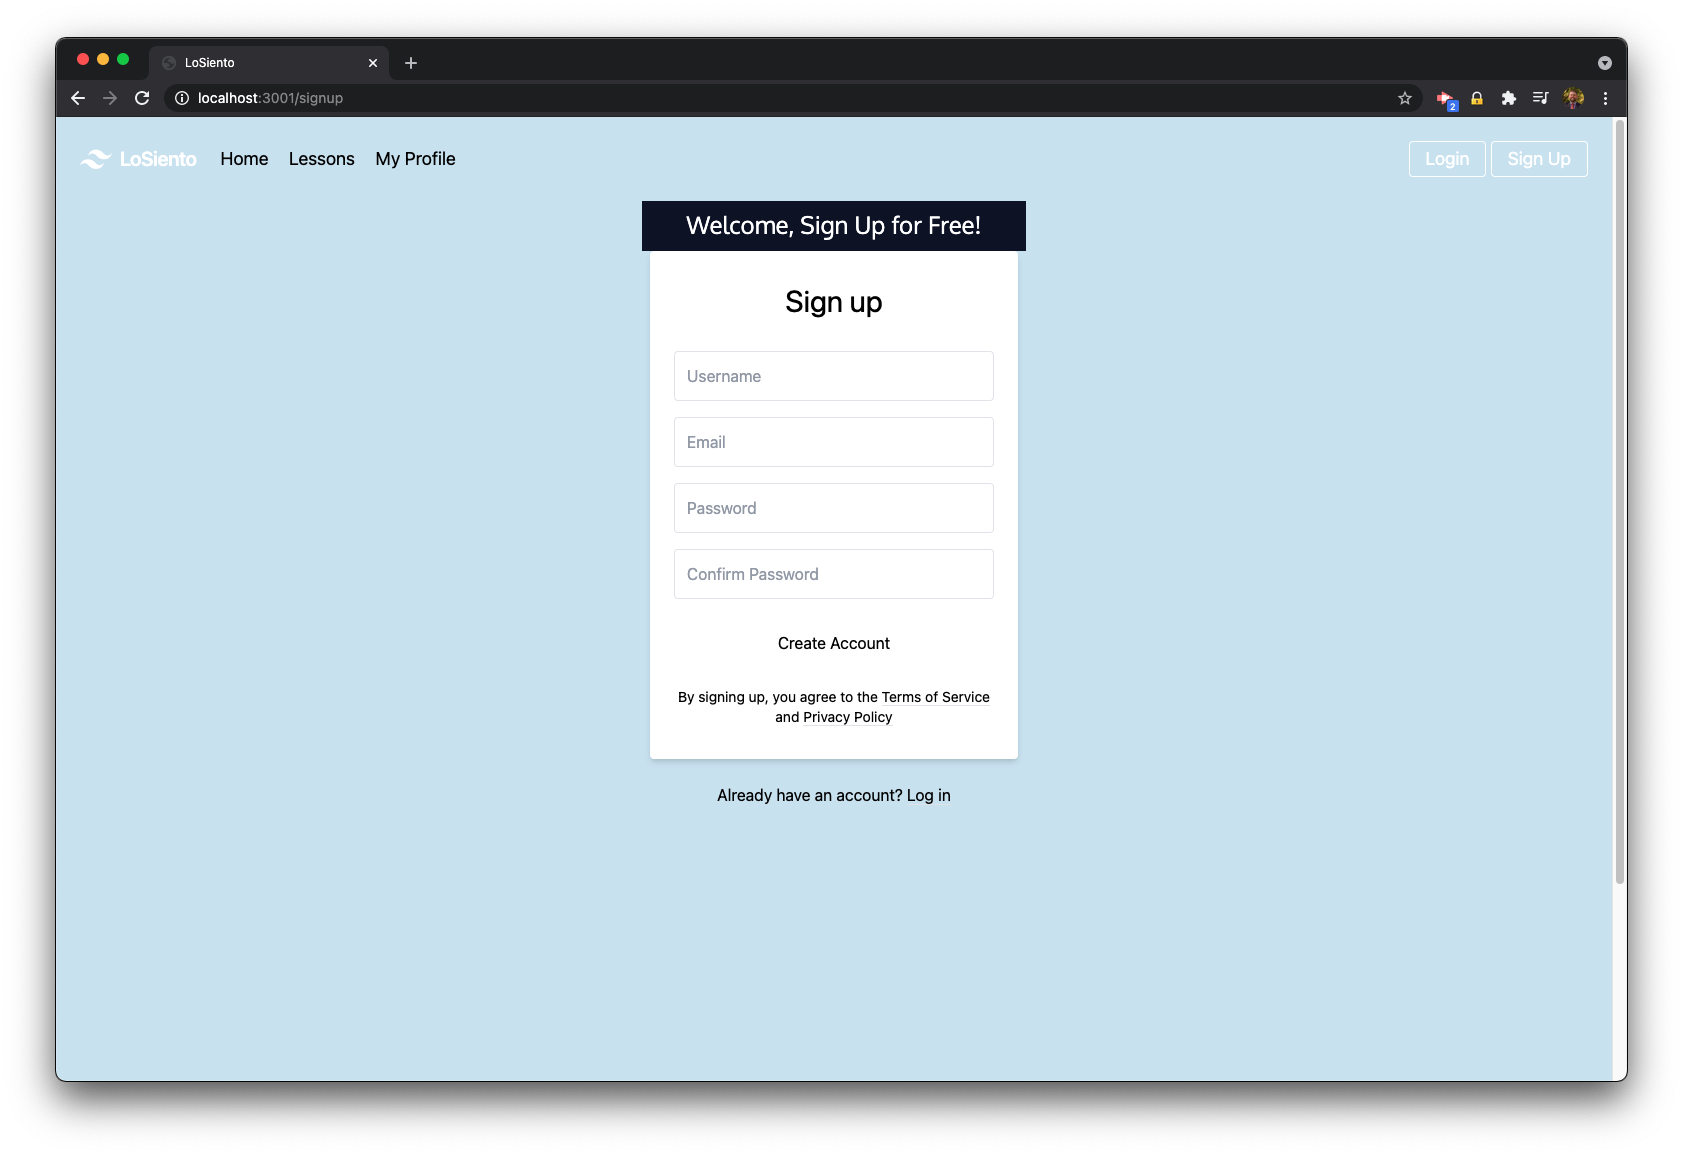 LoSiento
localhost:3001/signup
2
LoSiento Home Lessons My Profile Login Sign Up
Welcome, Sign Up for Free!
Sign up
Username
Email
Password
Confirm Password
Create Account
By signing up, you agree to the Terms of Service
and Privacy Policy
Already have an account? Log in